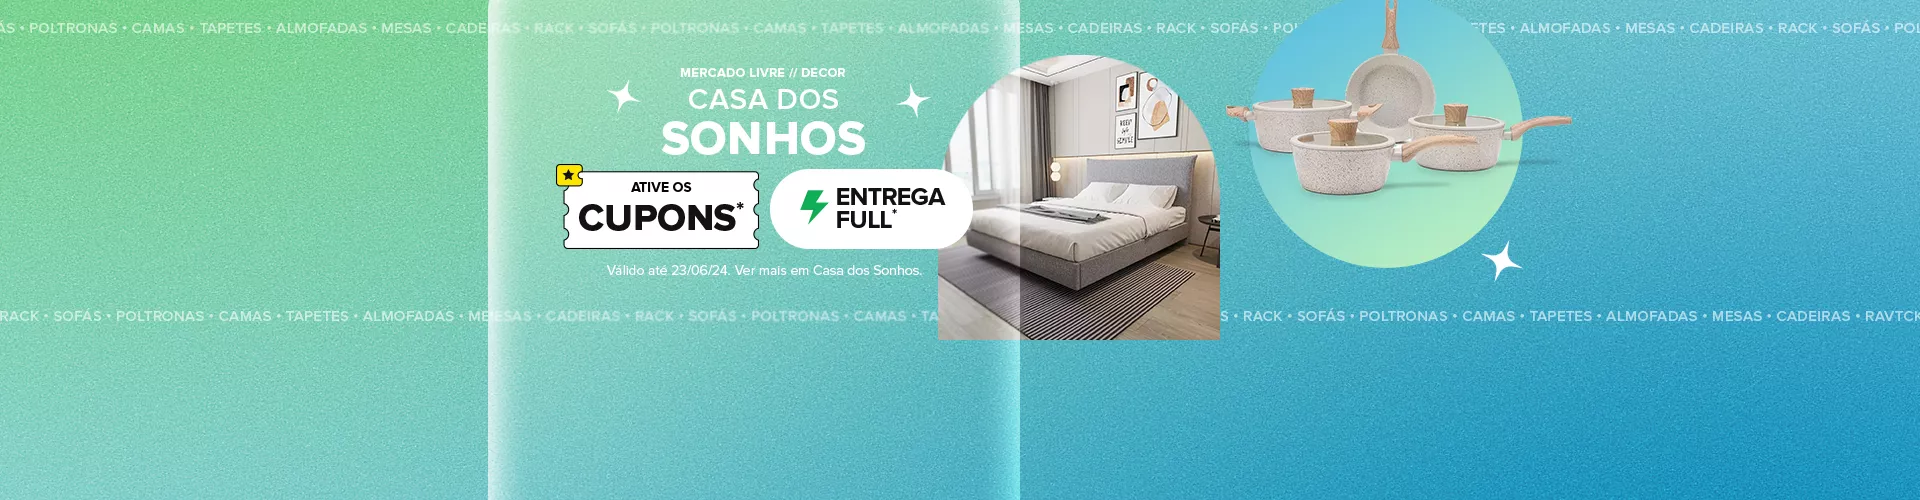 ÁS • POLTRONAS • CAMAS • TAPETES • ALMOFADAS • MESAS • CADEIRAS • RACK • SOFÁS • POLTRONAS • CAMAS • TAPETES • ALMOFADAS • MESAS • CADEIRAS • RACK • SOFÁS • PO
TES • ALMOFADAS • MESAS • CADEIRAS • RACK • SOFÁS • POL
MERCADO LIVRE // DECOR
CASA DOS
SONHOS
ATIVE OS
CUPONS*
ENTREGA
FULL*
Válido até 23/06/24. Ver mais em Casa dos Sonhos.
KEEP
SIMPLE
RACK • SOFÁS • POLTRONAS • CAMAS • TAPETES • ALMOFADAS • MESAS • CADEIRAS • RACK • SOFÁS • POLTRONAS • CAMAS • TA
S • RACK • SOFÁS • POLTRONAS • CAMAS • TAPETES • ALMOFADAS • MESAS • CADEIRAS • RAVTCK